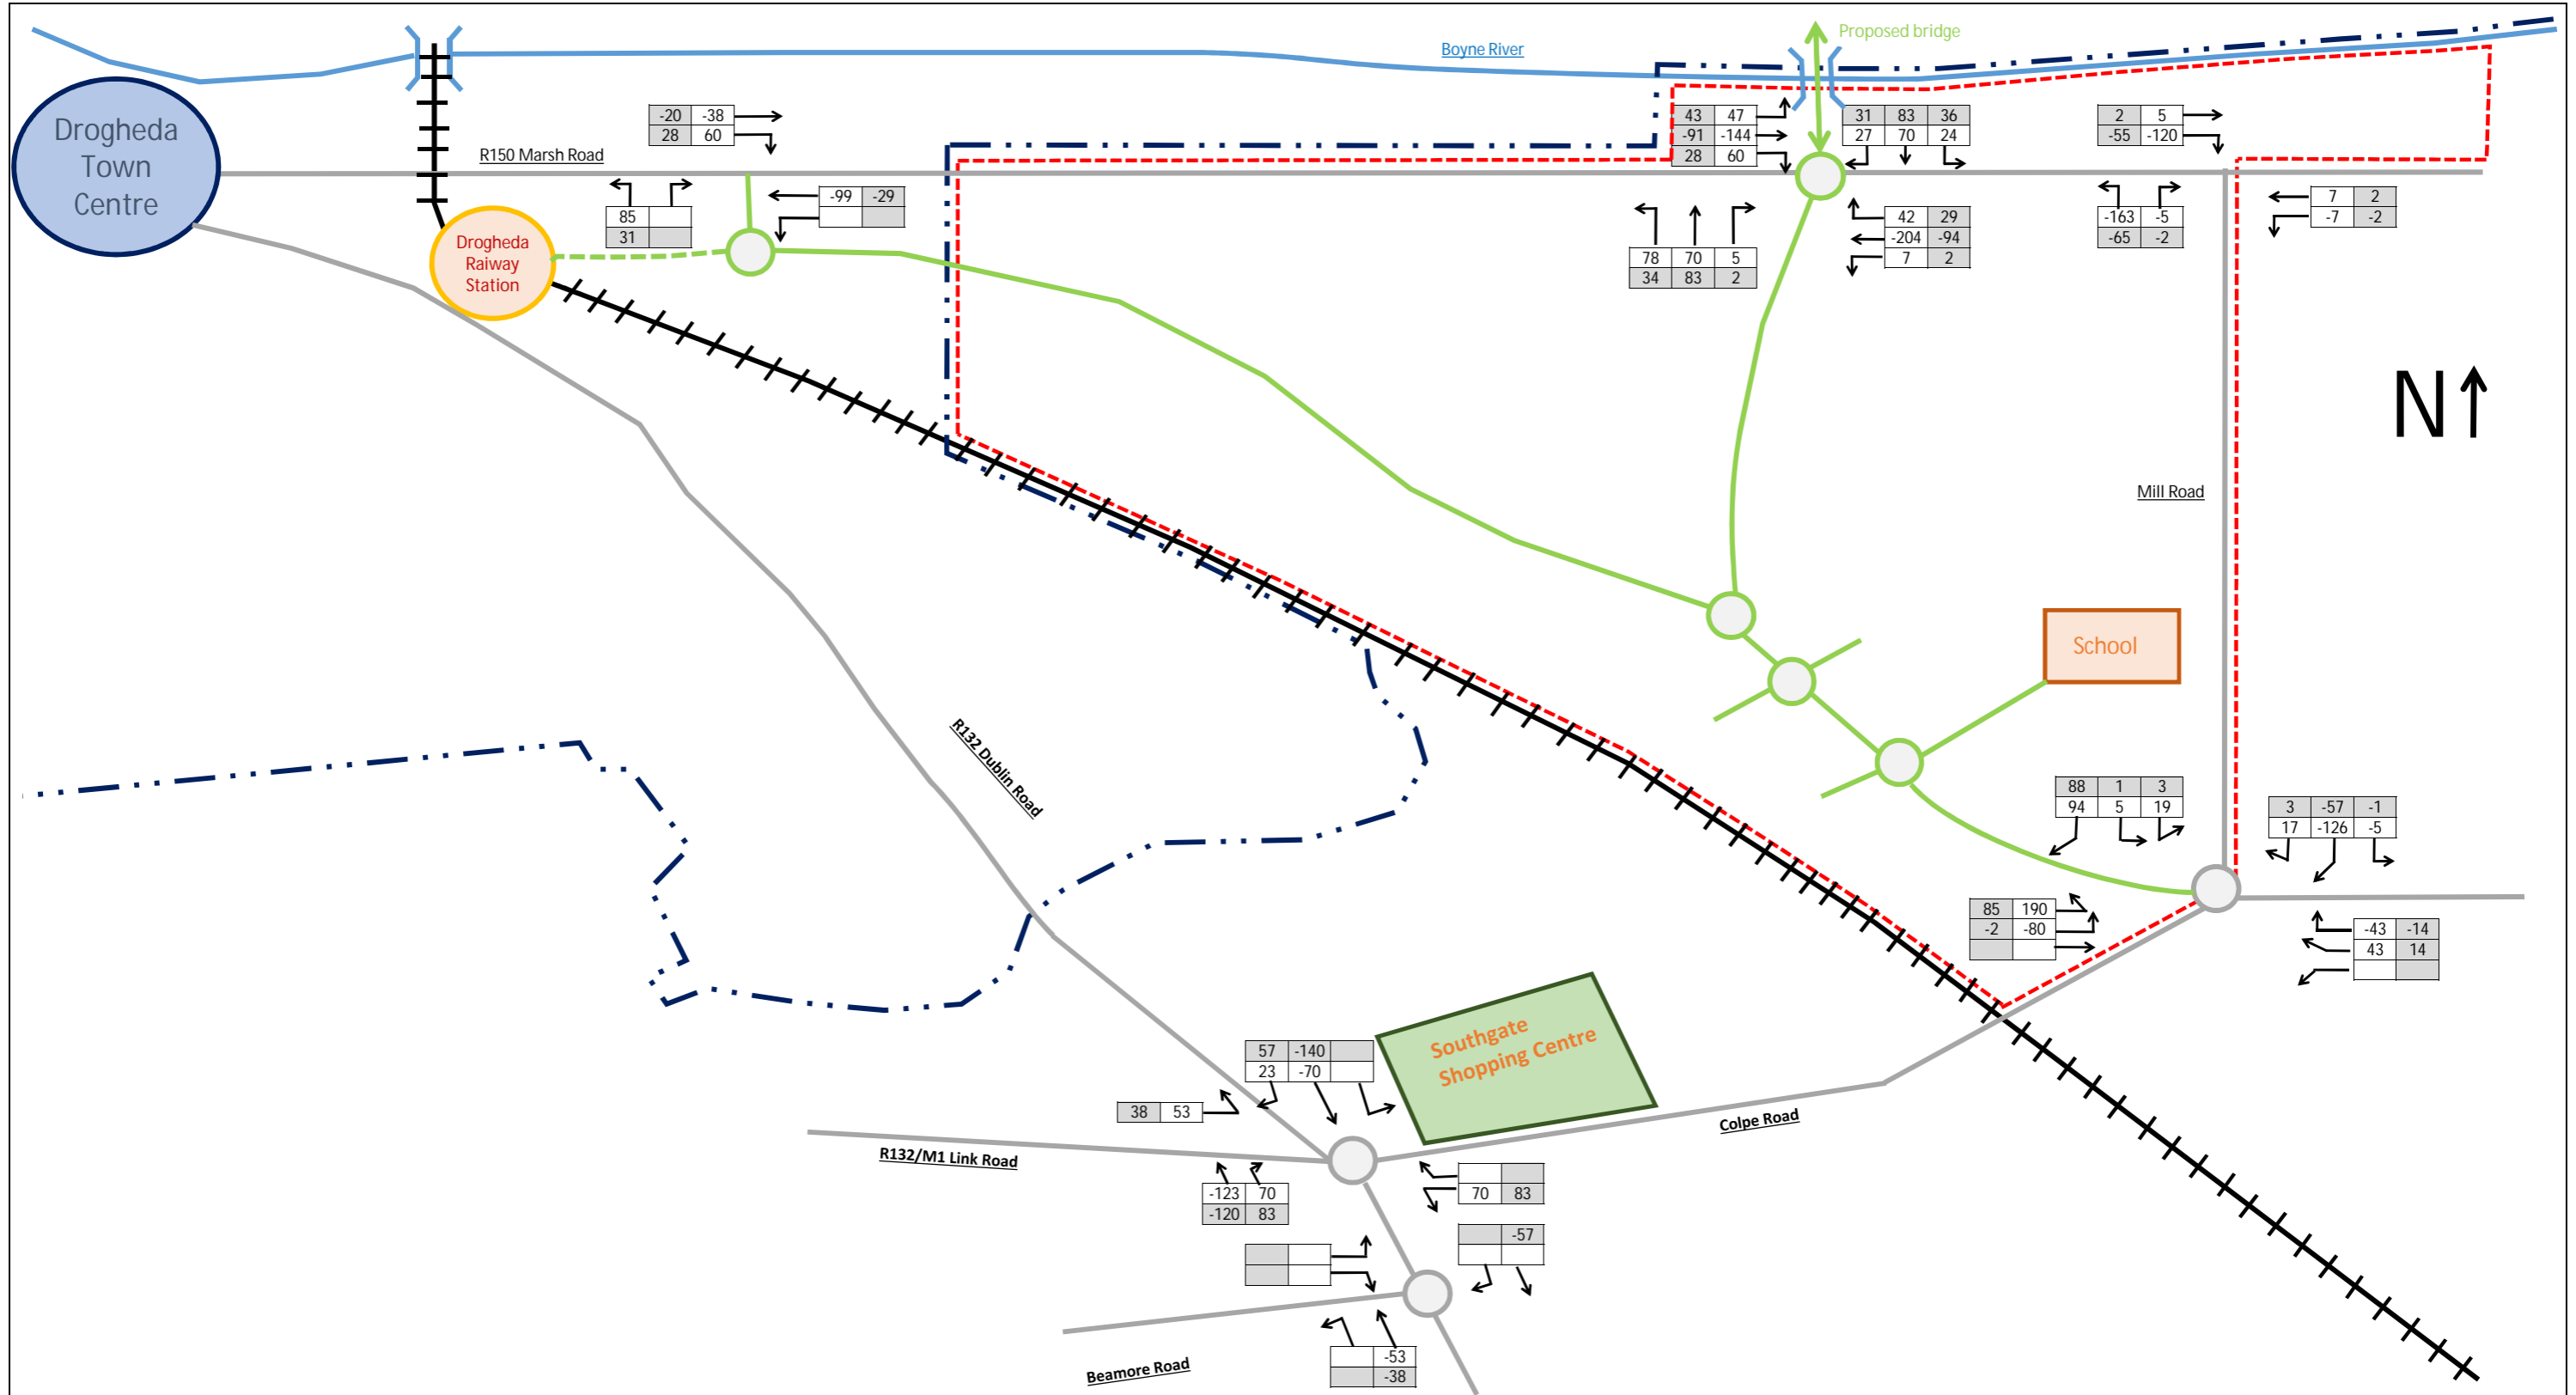 Proposed bridge
Boyne River
Drogheda
Town
Centre
-20 -38
28 60
R150 Marsh Road
43 47
-91 -144
28 60
31 83 36
27 70 24
2 5
-55 -120
85
31
-99 -29
Drogheda
Raiway
Station
78 70 5
34 83 2
42 29
-204 -94
7 2
-163 -5
-65 -2
7 2
-7 -2
N
Mill Road
School
R132 Dublin Road
88 1 3
94 5 19
3 -57 -1
17 -126 -5
85 190
-2 -80
-43 -14
43 14
Southgate
Shopping Centre
57 -140
23 -70
38 53
Colpe Road
R132/M1 Link Road
-123 70
-120 83
70 83
-57
Beamore Road
-53
-38